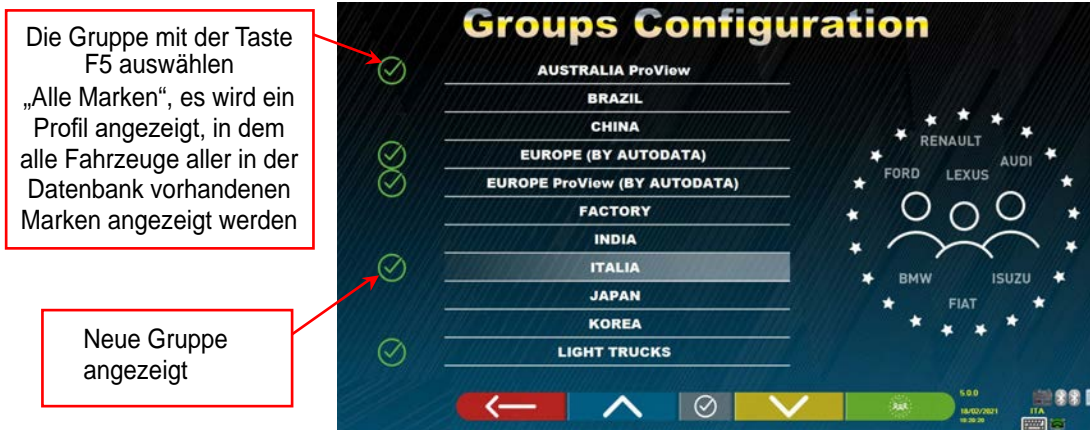 Die Gruppe mit der Taste
F5 auswählen
„Alle Marken“, es wird ein
Profil angezeigt, in dem
alle Fahrzeuge aller in der
Datenbank vorhandenen
Marken angezeigt werden
Neue Gruppe
angezeigt
Groups Configuration
AUSTRALIA ProView
BRAZIL
CHINA
EUROPE (BY AUTODATA)
EUROPE ProView (BY AUTODATA)
FACTORY
INDIA
ITALIA
JAPAN
KOREA
LIGHT TRUCKS
RENAULT
AUDI
FORD LEXUS
BMW ISUZU
FIAT
5.0.0
16/02/2021
ITA